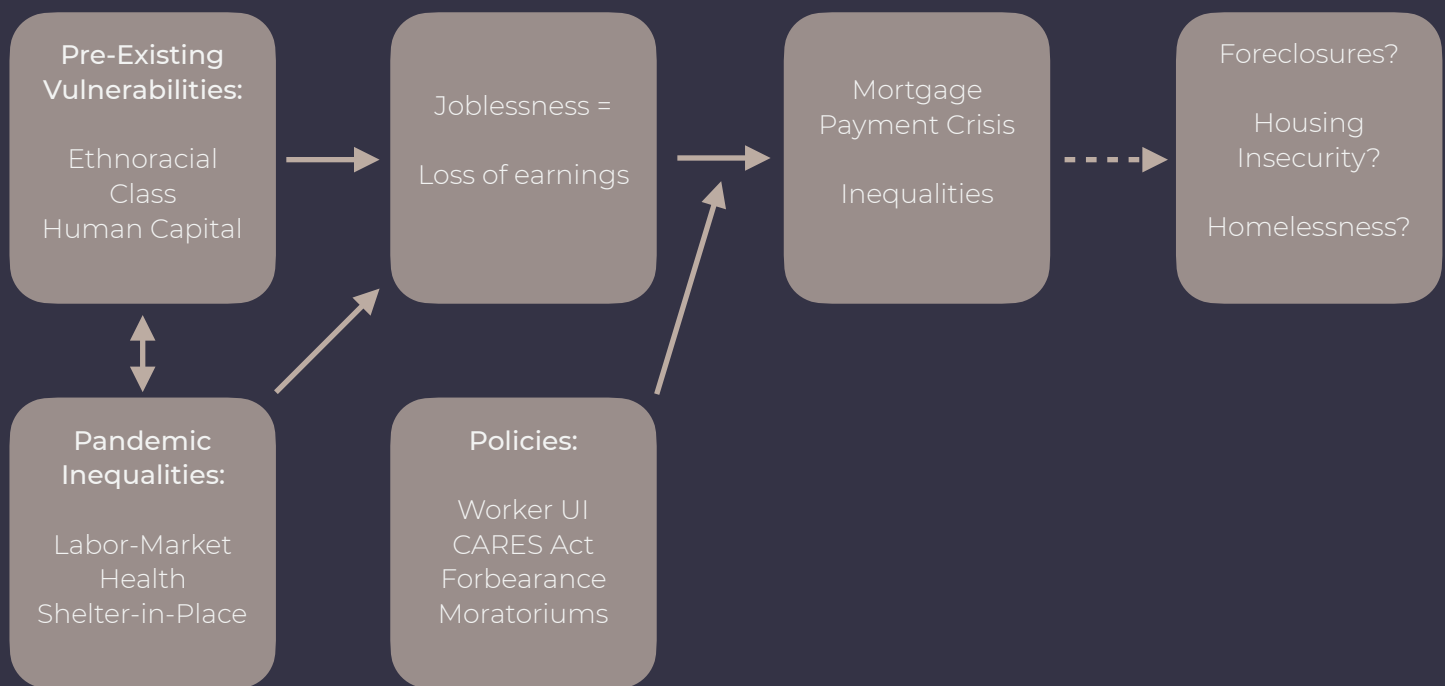 Pre-Existing
Vulnerabilities:
Ethnoracial
Class
Human Capital
Joblessness =
Loss of earnings
Mortgage
Payment Crisis
Inequalities
Foreclosures?
Housing
Insecurity?
Homelessness?
Pandemic
Inequalities:
Labor-Market
Health
Shelter-in-Place
Policies:
Worker UI
CARES Act
Forbearance
Moratoriums